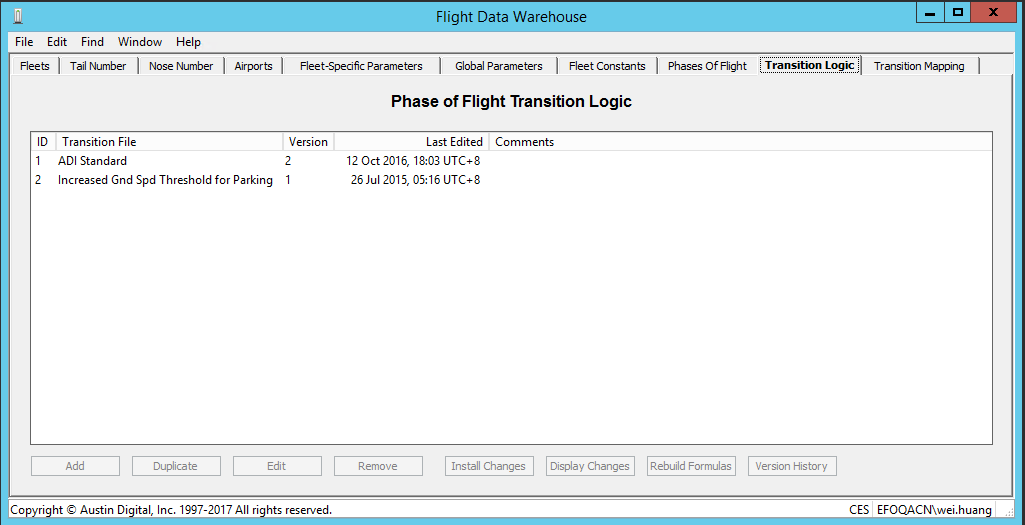 Flight Data Warehouse
File Edit Find Window Help
Fleets Tail Number Nose Number Airports Fleet-Specific Parameters Global Parameters Fleet Constants Phases Of Flight Transition Logic Transition Mapping
Phase of Flight Transition Logic
ID Transition File Version Last Edited Comments
1 ADI Standard 2 12 Oct 2016, 18:03 UTC+8
2 Increased Gnd Spd Threshold for Parking 1 26 Jul 2015, 05:16 UTC+8
Add Duplicate Edit Remove Install Changes Display Changes Rebuild Formulas Version History
Copyright © Austin Digital, Inc. 1997-2017 All rights reserved. CES EFOQACN\wei.huang